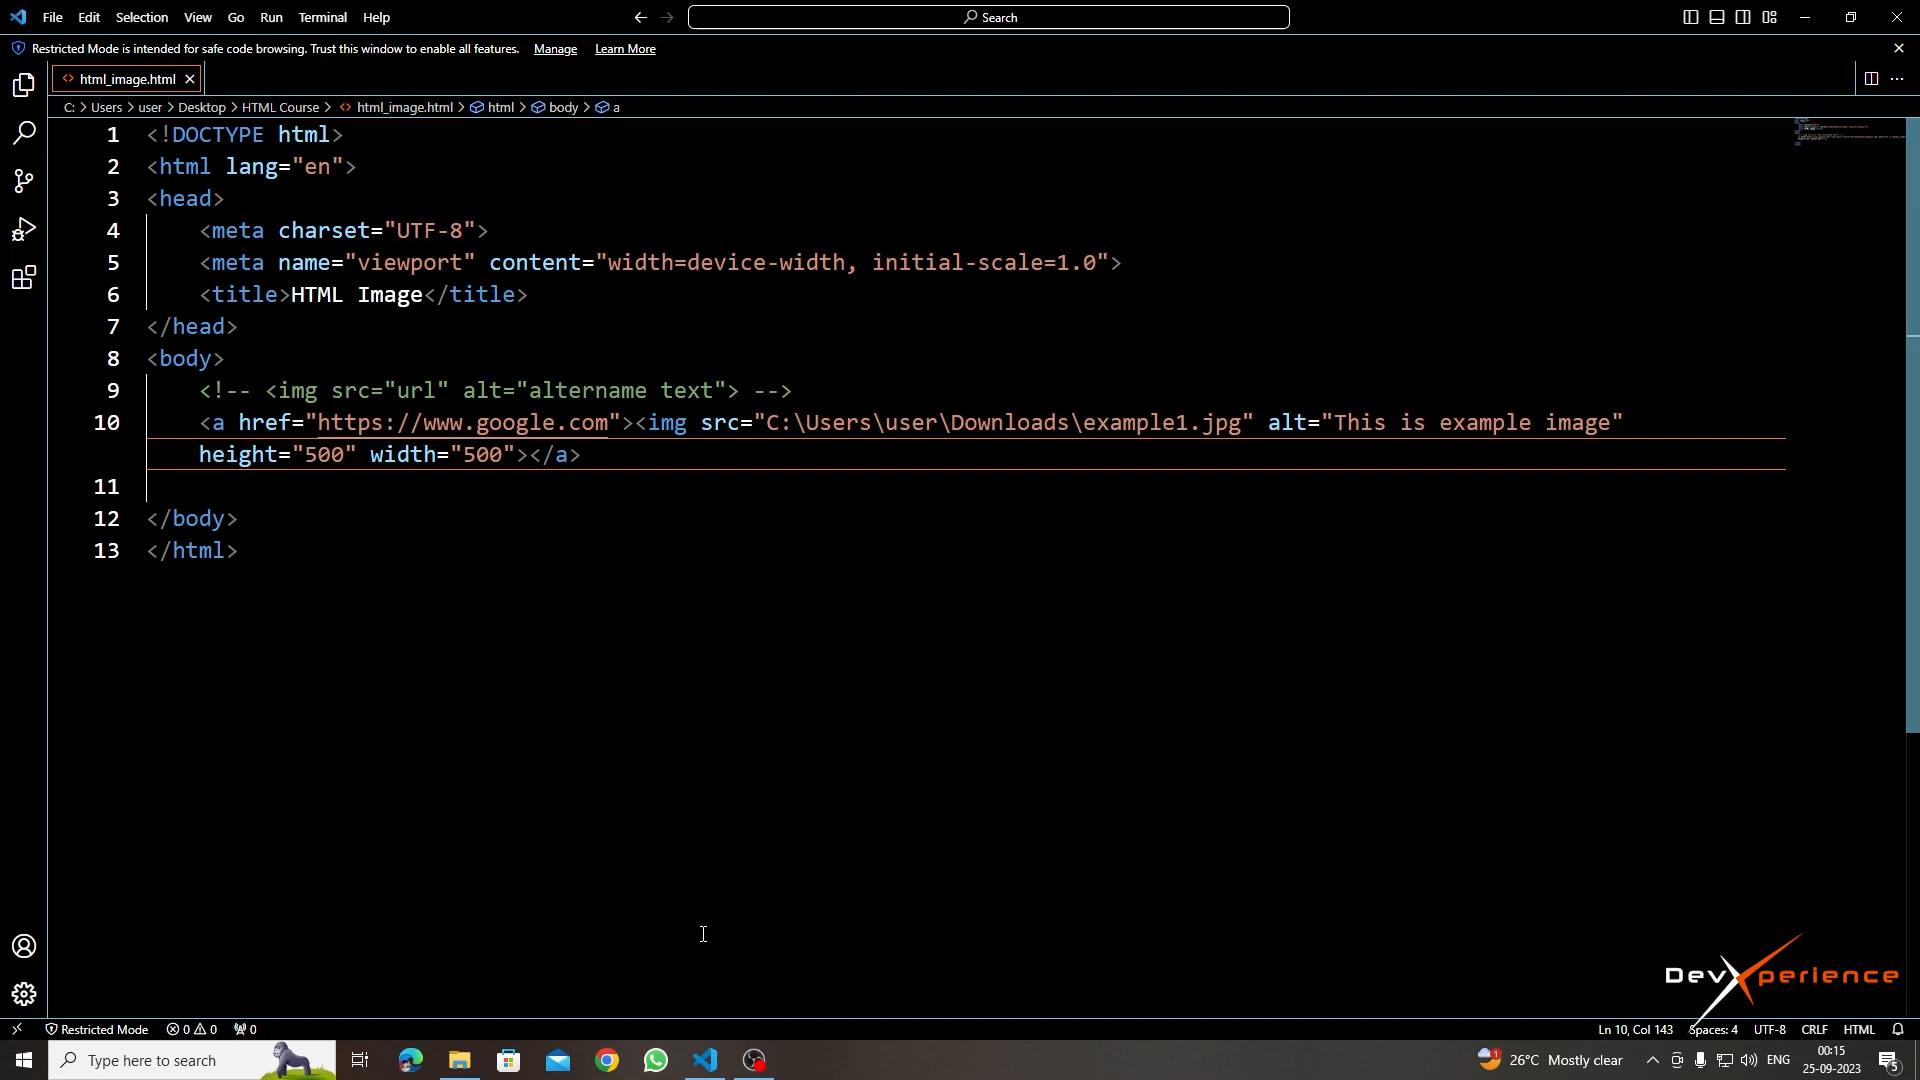 File Edit Selection View Go Run Terminal Help
Search
Restricted Mode is intended for safe code browsing. Trust this window to enable all features. Manage Learn More
html_image.html
C: > Users > user > Desktop > HTML Course > html_image.html > html > body > a
1 <!DOCTYPE html>
2 <html lang="en">
3 <head>
4 <meta charset="UTF-8">
5 <meta name="viewport" content="width=device-width, initial-scale=1.0">
6 <title>HTML Image</title>
7 </head>
8 <body>
9 <!-- <img src="url" alt="altername text"> -->
10 <a href="https://www.google.com"><img src="C:\Users\user\Downloads\example1.jpg" alt="This is example image"
height="500" width="500"></a>
11
12 </body>
13 </html>
DevXperience
Restricted Mode 0 0 0
Ln 10, Col 143 Spaces: 4 UTF-8 CRLF HTML
Type here to search
1 26°C Mostly clear ENG
00:15
25-09-2023
5